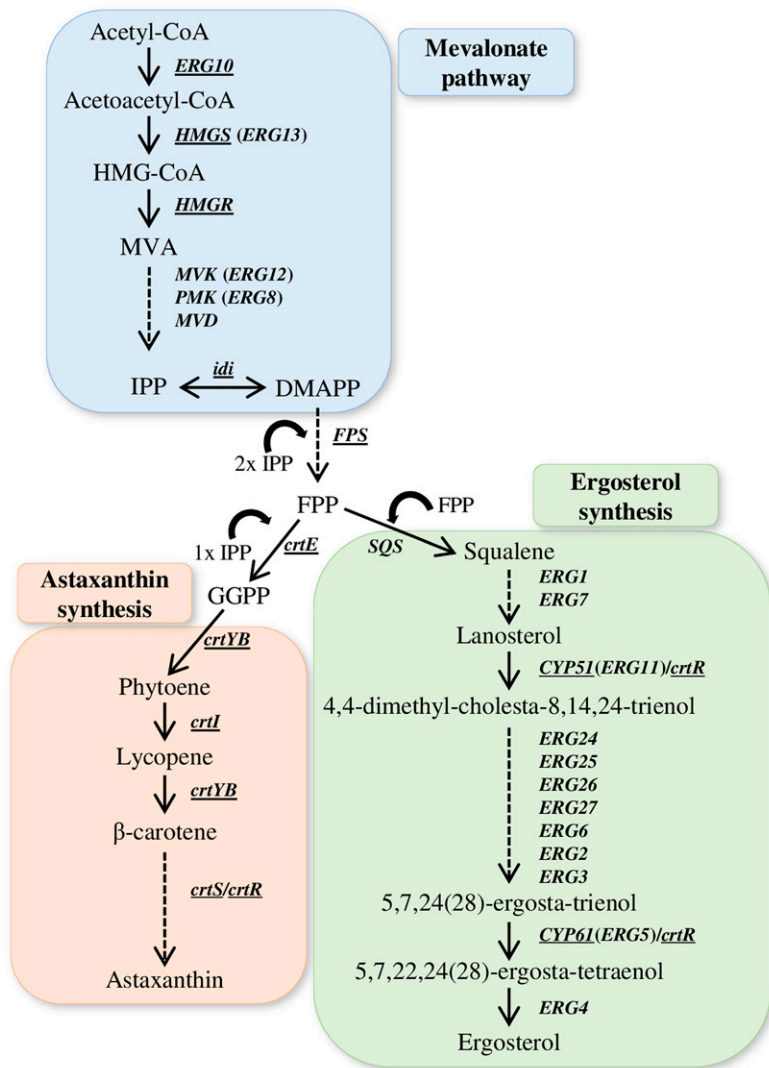 Acetyl-CoA
Mevalonate
pathway
ERG10
Acetoacetyl-CoA
HMGS (ERG13)
HMG-CoA
HMGR
MVA
MVK (ERG12)
PMK (ERG8)
MVD
idi
IPP
DMAPP
FPS
2x IPP
FPP
FPP
1x IPP
crtE
SQS
Ergosterol
synthesis
Squalene
ERG1
ERG7
Lanosterol
CYP51(ERG11)/crtR
4,4-dimethyl-cholesta-8,14,24-trienol
ERG24
ERG25
ERG26
ERG27
ERG6
ERG2
ERG3
5,7,24(28)-ergosta-trienol
CYP61(ERG5)/crtR
5,7,22,24(28)-ergosta-tetraenol
ERG4
Ergosterol
Astaxanthin
synthesis
GGPP
crtYB
Phytoene
crtI
Lycopene
crtYB
β-carotene
crtS/crtR
Astaxanthin